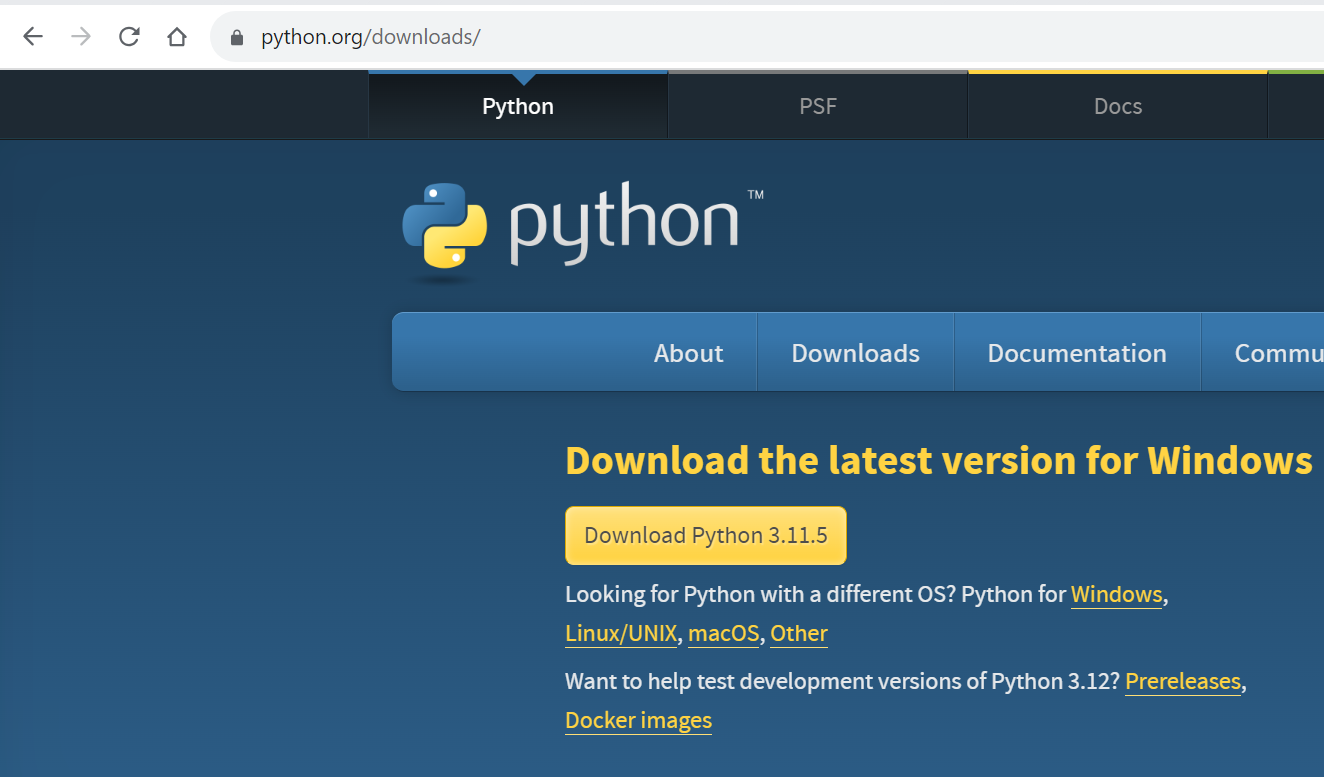 python.org/downloads/
Python PSF Docs
python™
About Downloads Documentation Commu
Download the latest version for Windows
Download Python 3.11.5
Looking for Python with a different OS? Python for Windows,
Linux/UNIX, macOS, Other
Want to help test development versions of Python 3.12? Prereleases,
Docker images